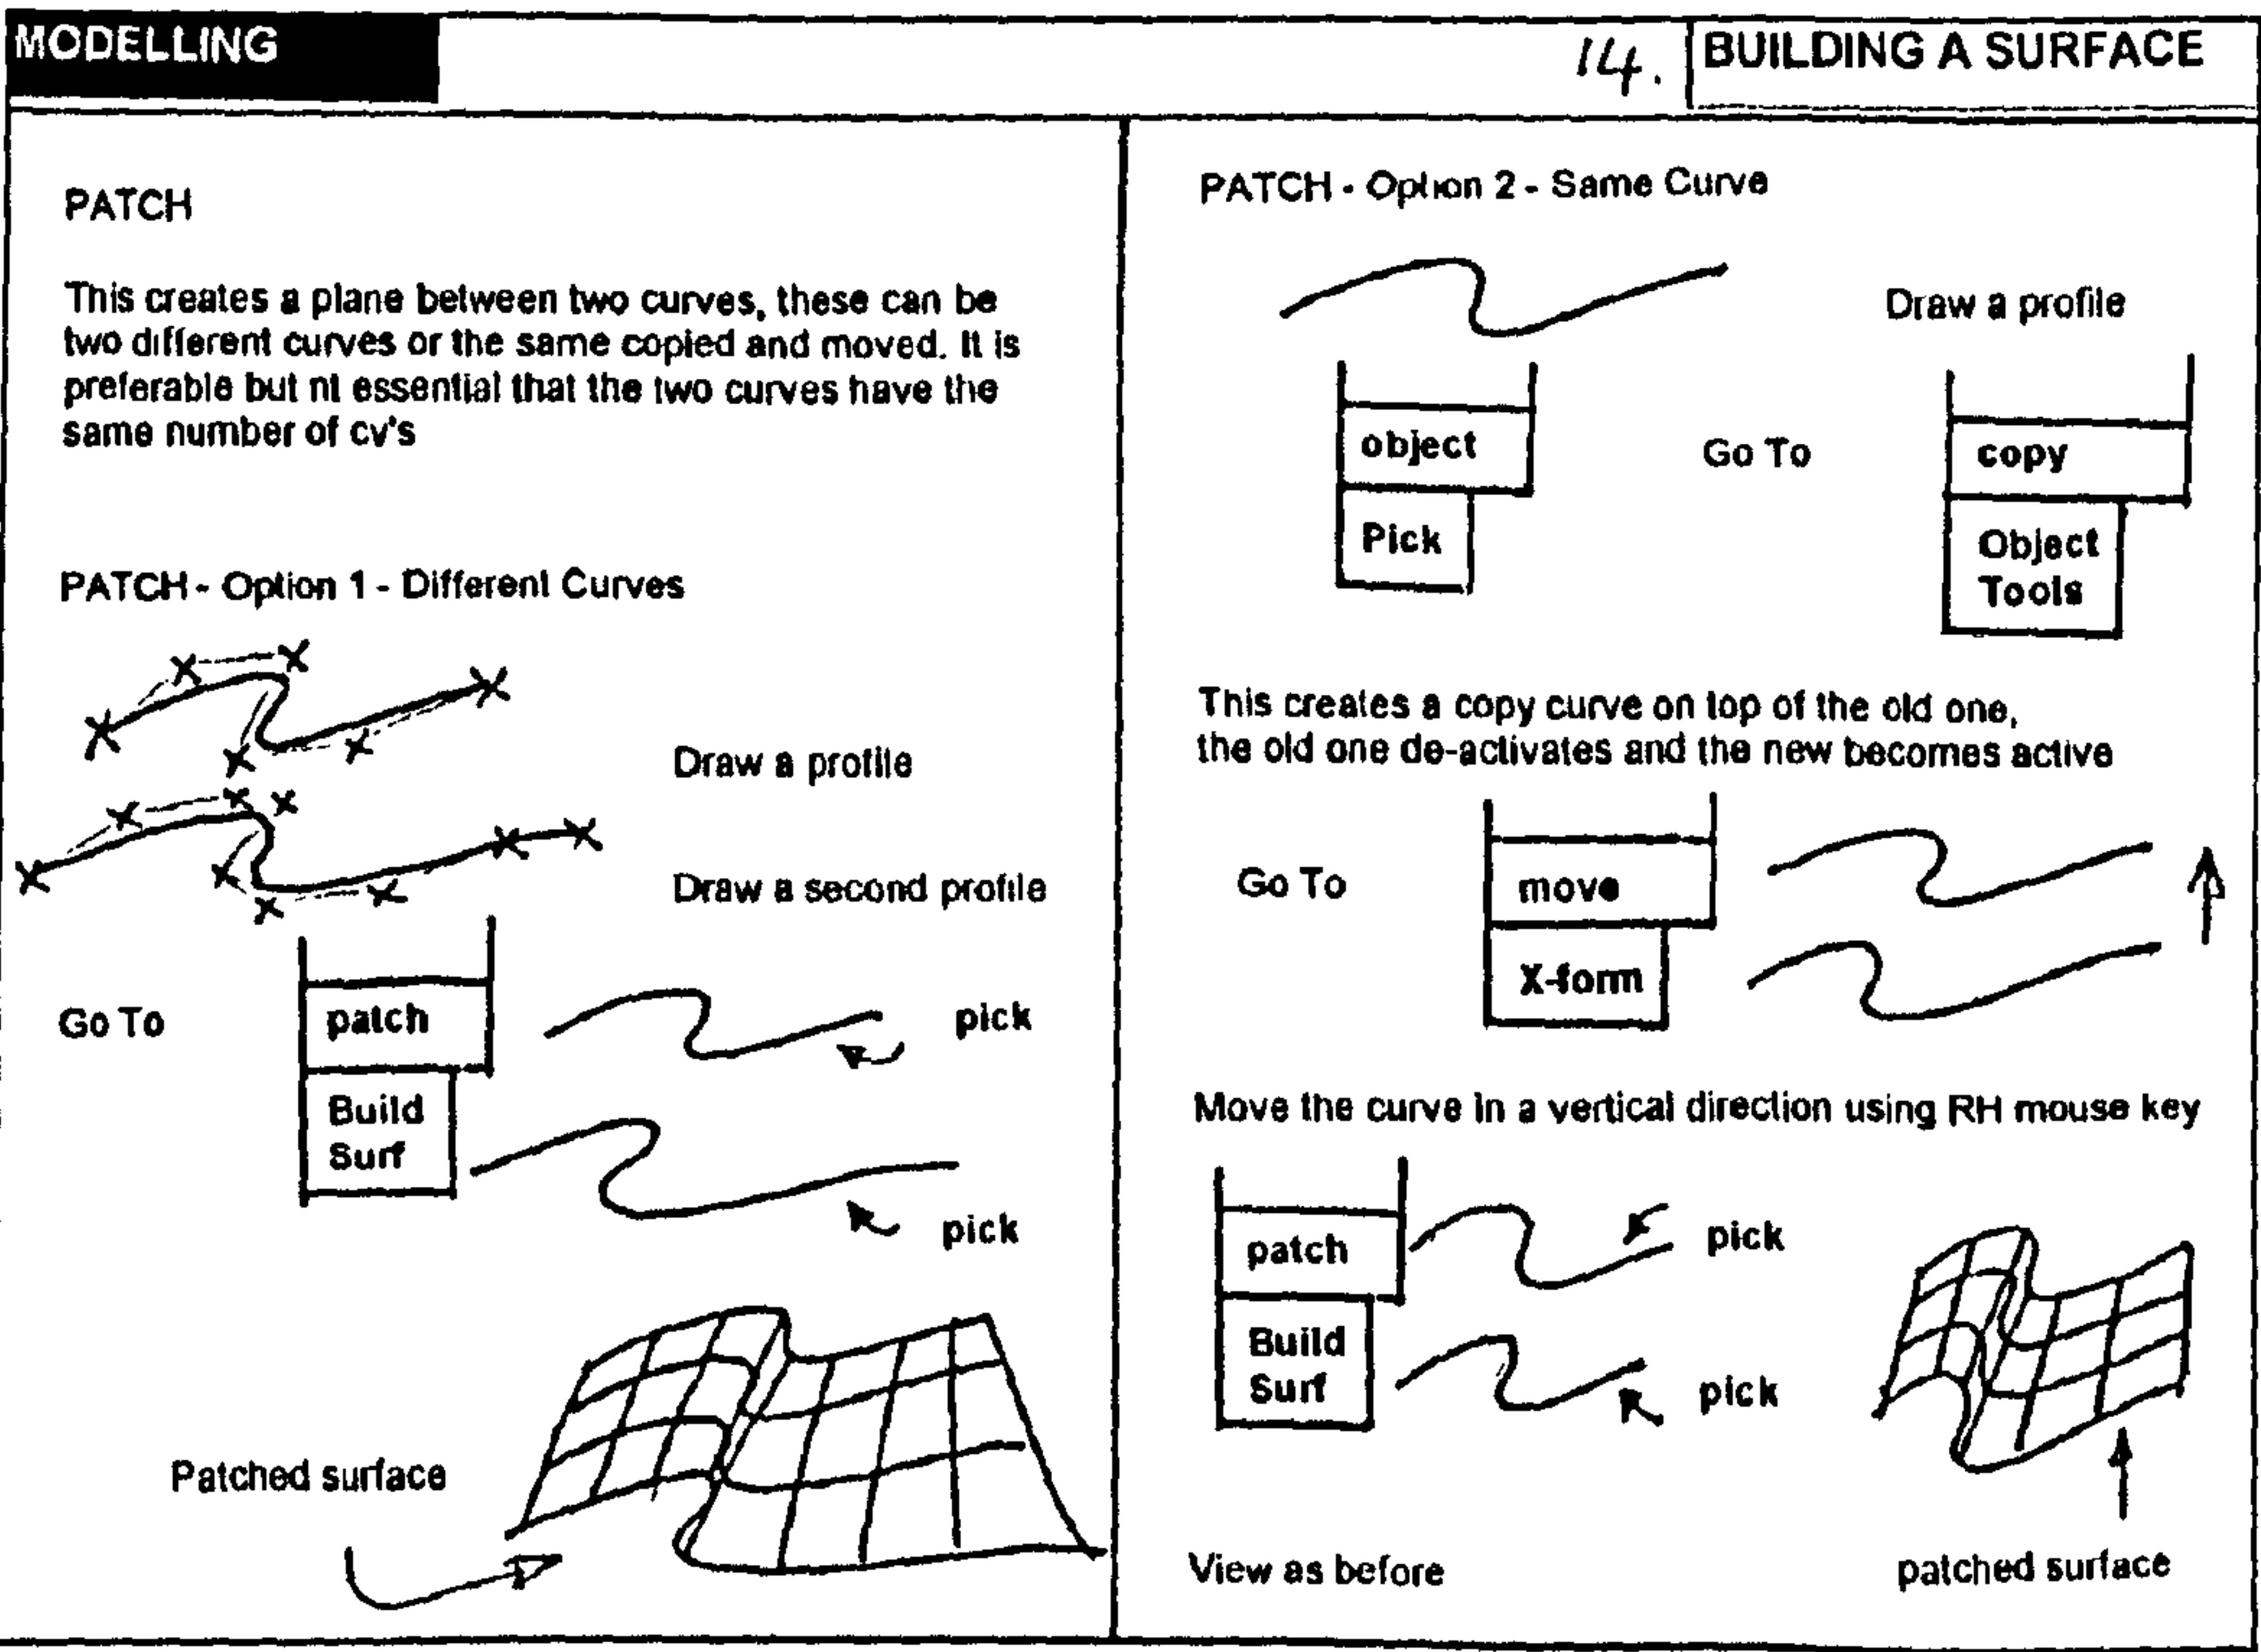 MODELLING
14.
BUILDING A SURFACE
PATCH
This creates a plane between two curves, these can be
two different curves or the same copied and moved. It is
preferable but nt essential that the two curves have the
same number of cv's
PATCH - Option 1 - Different Curves
Draw a profile
Draw a second profile
Go To
patch
Build
Surf
pick
pick
Patched surface
PATCH - Option 2 - Same Curve
Draw a profile
object
Pick
Go To
copy
Object
Tools
This creates a copy curve on top of the old one,
the old one de-activates and the new becomes active
Go To
move
X-form
Move the curve in a vertical direction using RH mouse key
patch
Build
Surf
pick
pick
View as before
patched surface